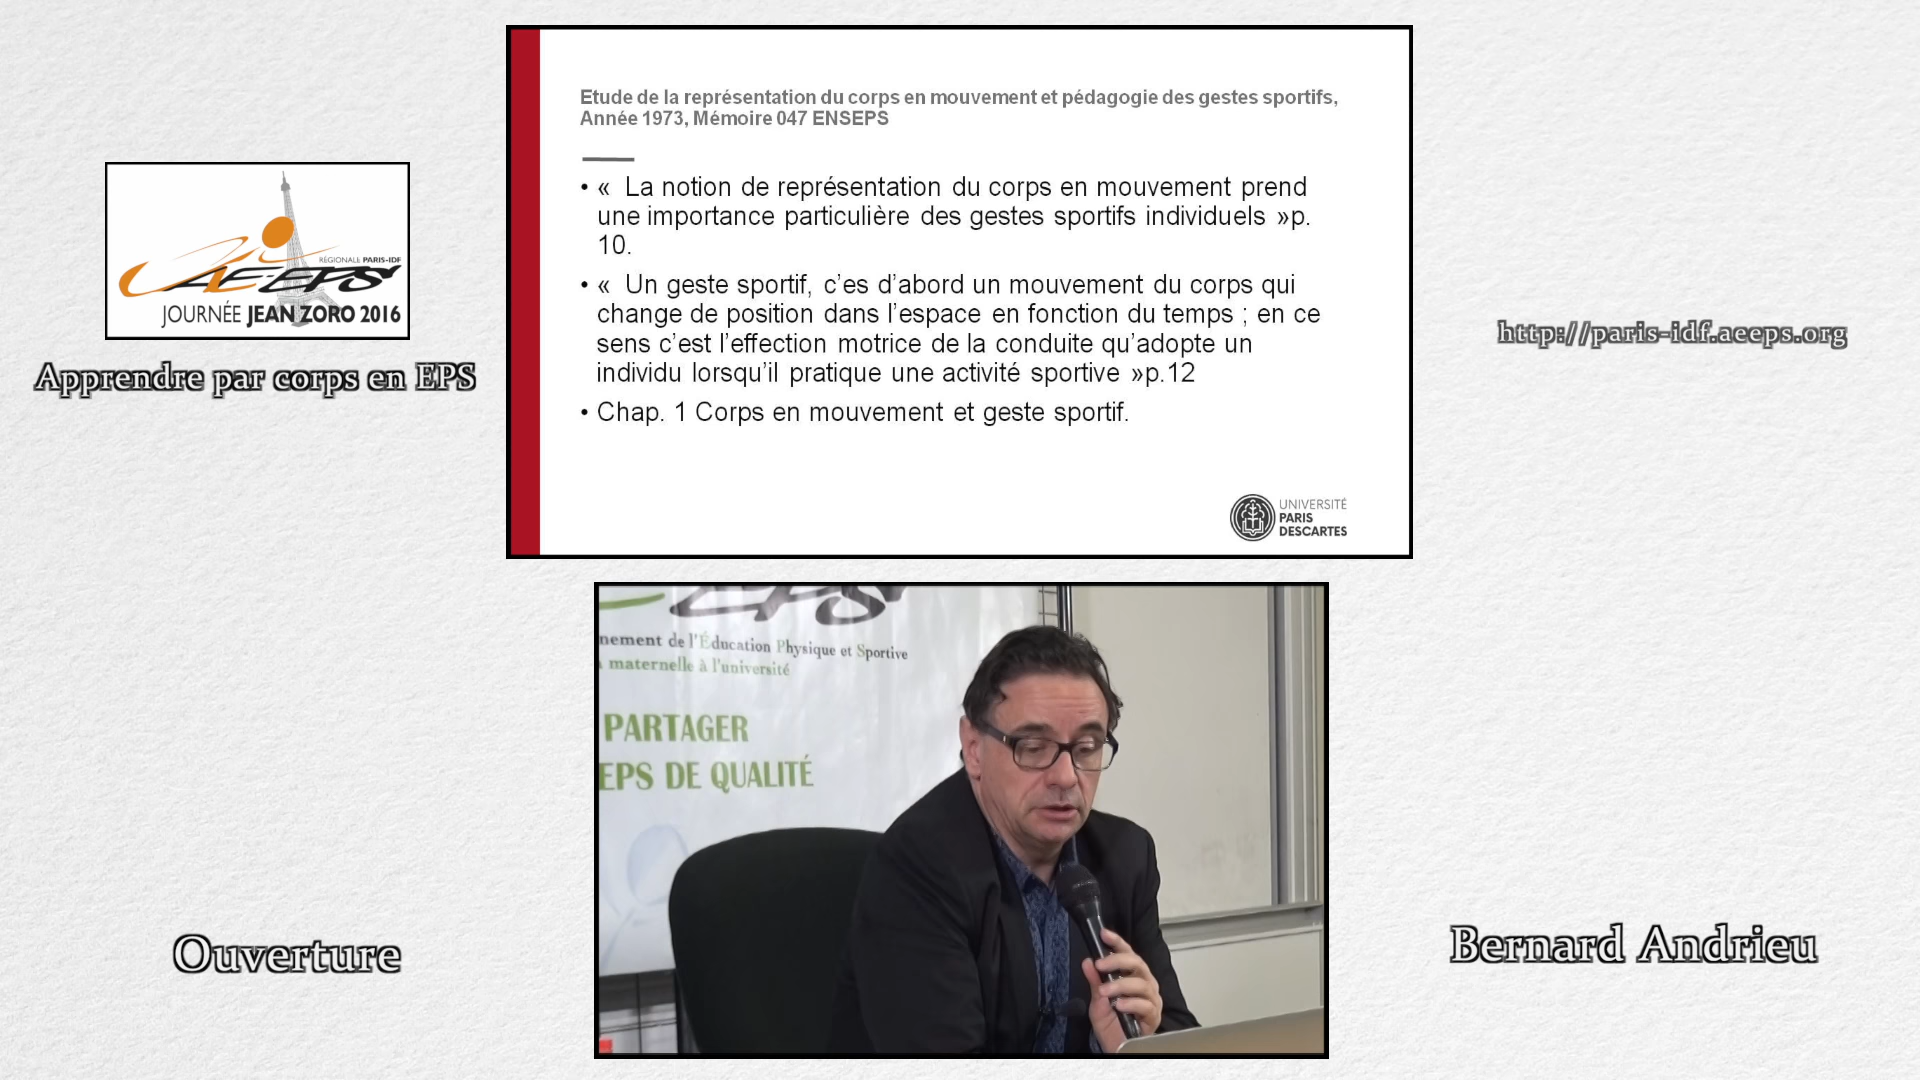 Etude de la représentation du corps en mouvement et pédagogie des gestes sportifs,
Année 1973, Mémoire 047 ENSEPS
• «  La notion de représentation du corps en mouvement prend
une importance particulière des gestes sportifs individuels »p.
10.
• «  Un geste sportif, c’es d’abord un mouvement du corps qui
change de position dans l’espace en fonction du temps ; en ce
sens c’est l’effection motrice de la conduite qu’adopte un
individu lorsqu’il pratique une activité sportive »p.12
• Chap. 1 Corps en mouvement et geste sportif.
UNIVERSITÉ
PARIS
DESCARTES
RÉGIONALE PARIS-IDF
AE-EPS
JOURNÉE JEAN ZORO 2016
Apprendre par corps en EPS
http://paris-idf.aeeps.org
EPS
nement de l'Éducation Physique et Sportive
maternelle à l'université
PARTAGER
EPS DE QUALITÉ
Ouverture
Bernard Andrieu